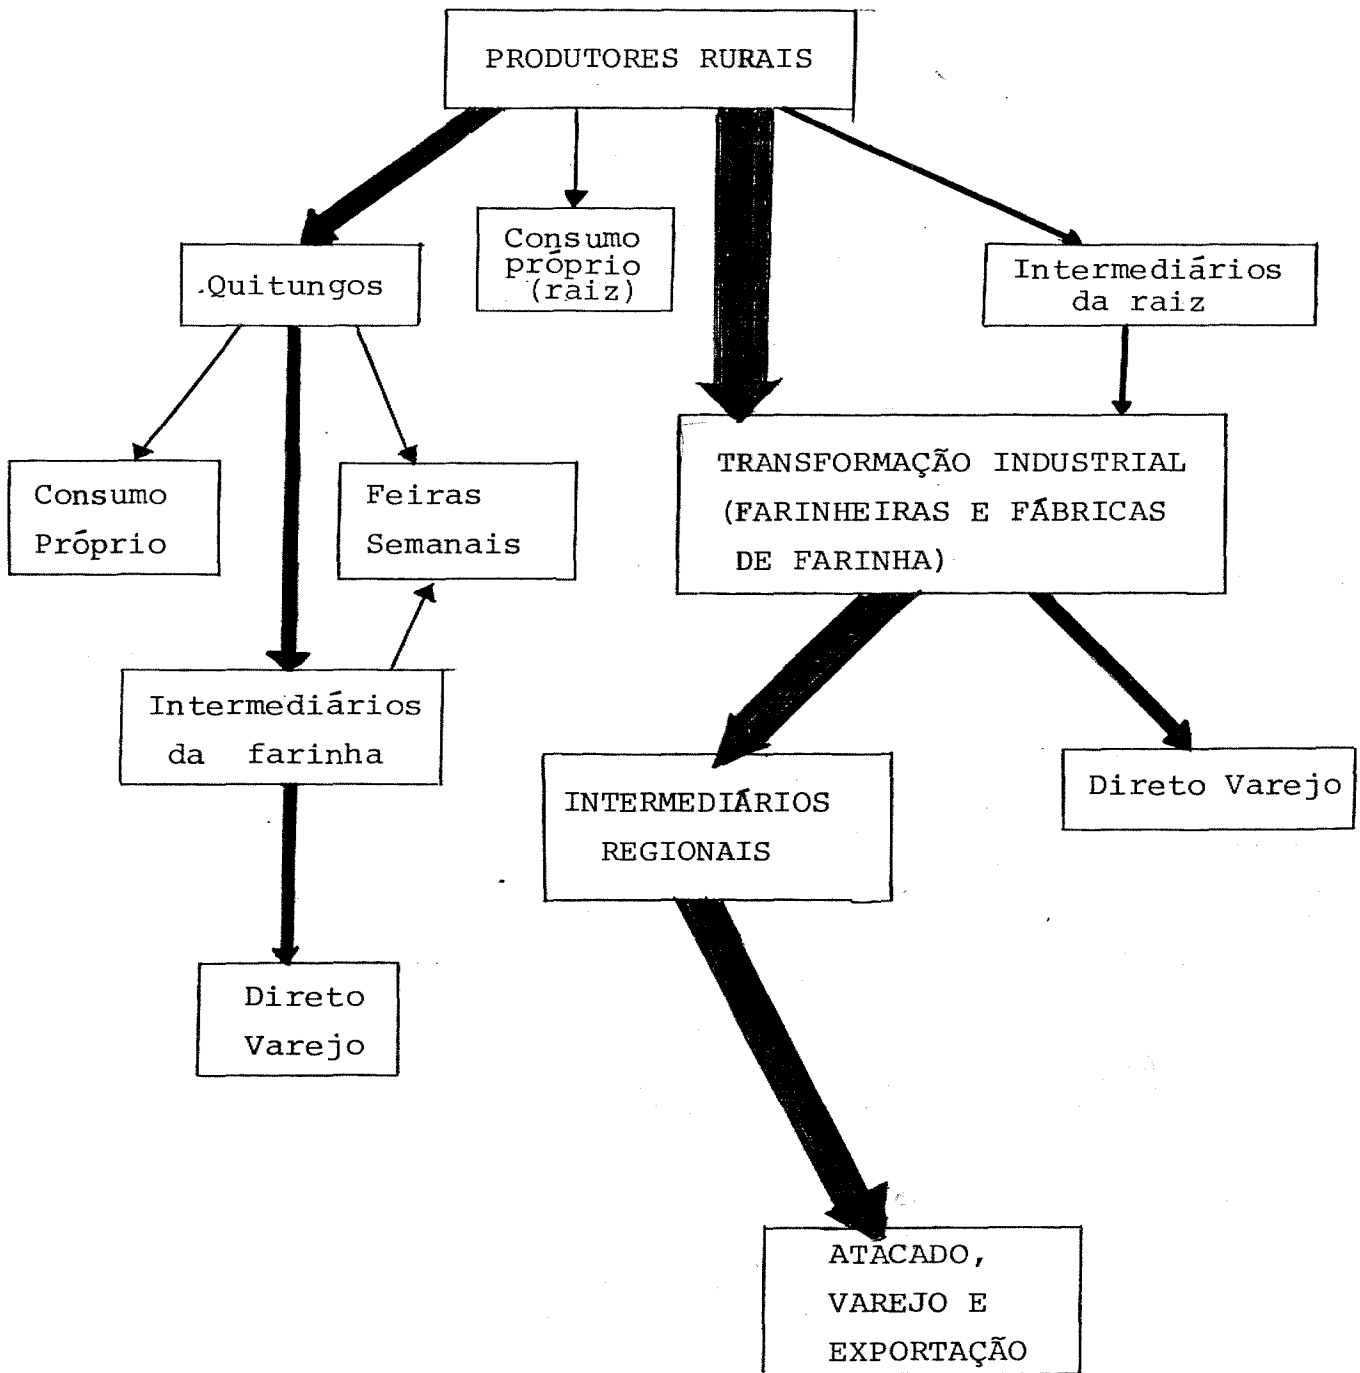 PRODUTORES RURAIS
Consumo
próprio
(raiz)
.Quitungos
Intermediários
da raiz
Consumo
Próprio
Feiras
Semanais
TRANSFORMAÇÃO INDUSTRIAL
(FARINHEIRAS E FÁBRICAS
DE FARINHA)
Intermediários
da farinha
INTERMEDIÁRIOS
REGIONAIS
Direto Varejo
Direto
Varejo
ATACADO,
VAREJO E
EXPORTAÇÃO